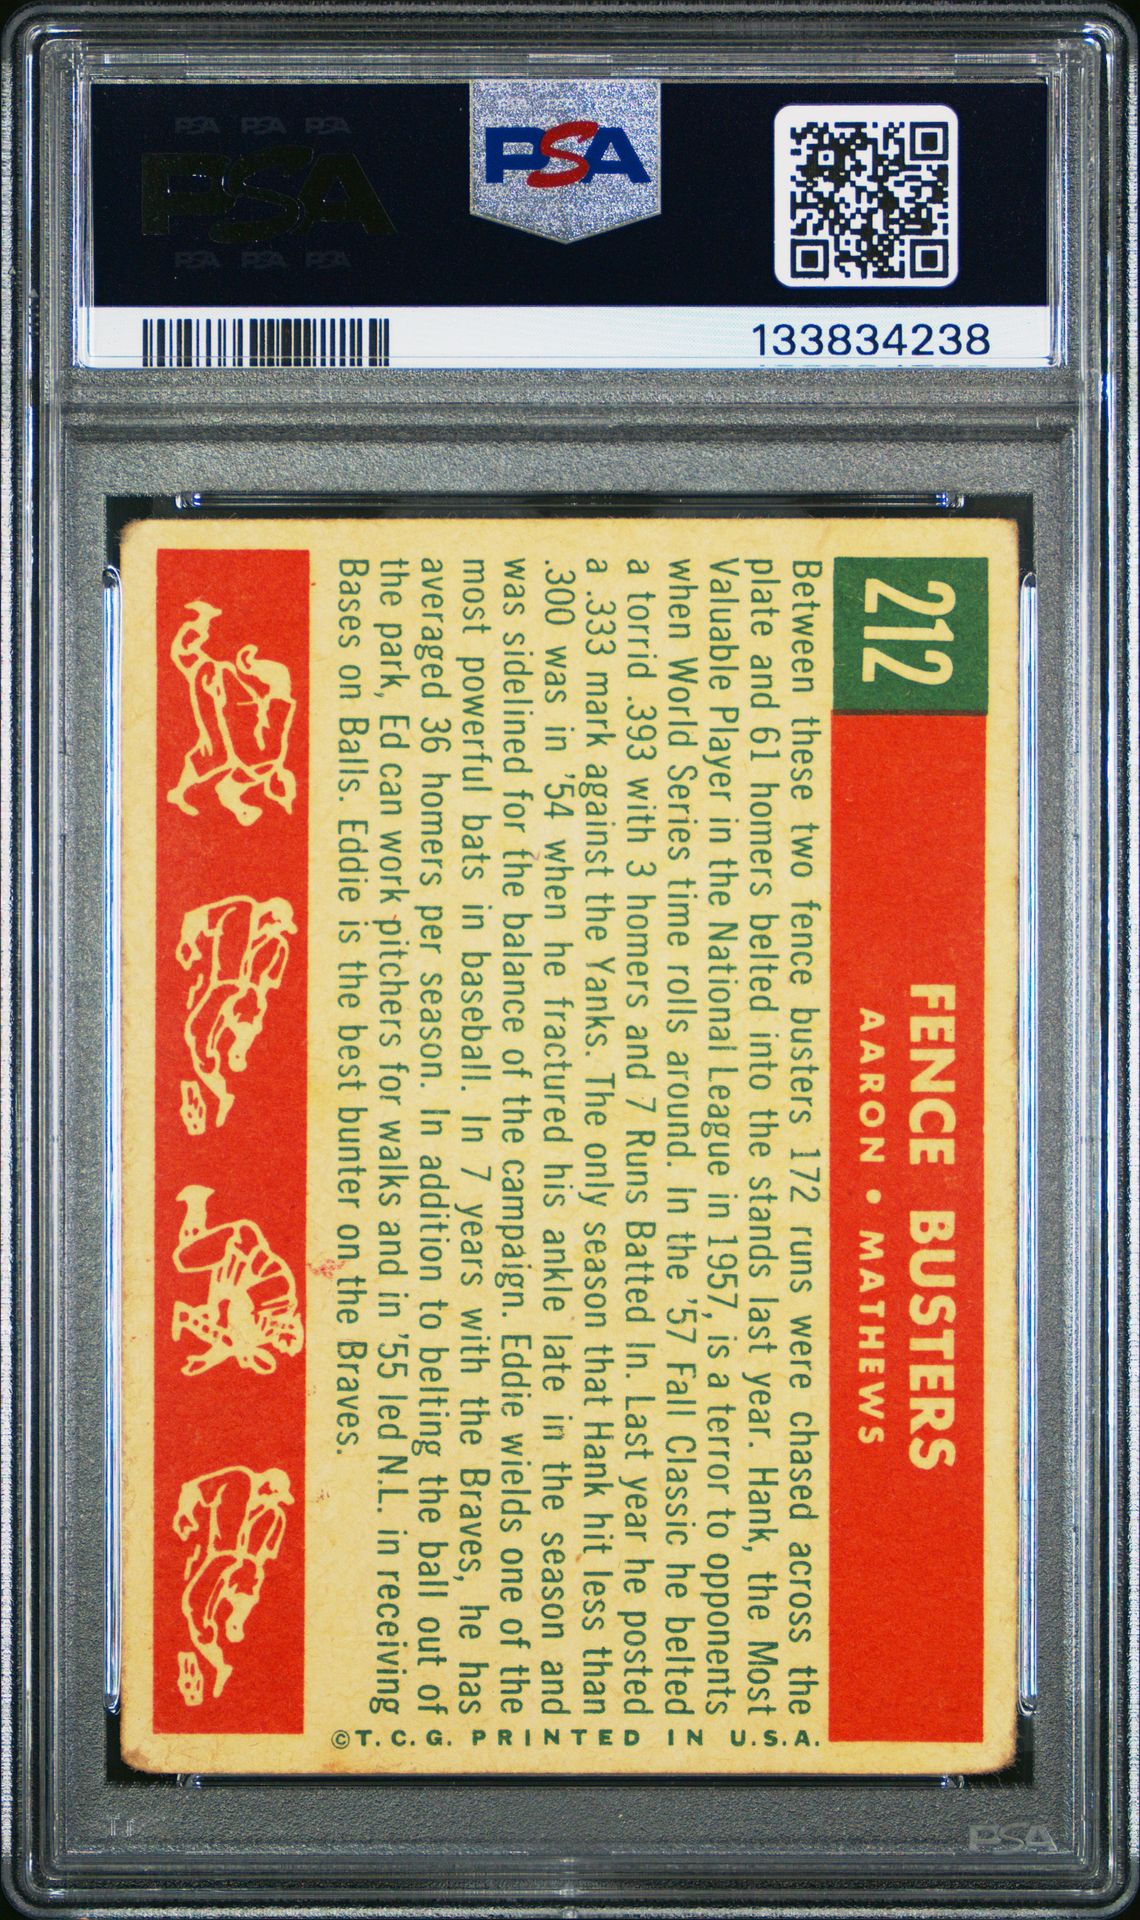 PSA PSA PSA
PSA
PSA PSA PSA
PSA
133834238
212
FENCE BUSTERS
AARON • MATHEWS
Between these two fence busters 172 runs were chased across the
plate and 61 homers belted into the stands last year. Hank, the Most
Valuable Player in the National League in 1957, is a terror to opponents
when World Series time rolls around. In the '57 Fall Classic he belted
a torrid .393 with 3 homers and 7 Runs Batted In. Last year he posted
a .333 mark against the Yanks. The only season that Hank hit less than
.300 was in '54 when he fractured his ankle late in the season and
was sidelined for the balance of the campaign. Eddie wields one of the
most powerful bats in baseball. In 7 years with the Braves, he has
averaged 36 homers per season. In addition to belting the ball out of
the park, Ed can work pitchers for walks and in '55 led N.L. in receiving
Bases on Balls. Eddie is the best bunter on the Braves.
©T.C.G. PRINTED IN U.S.A.
PSA